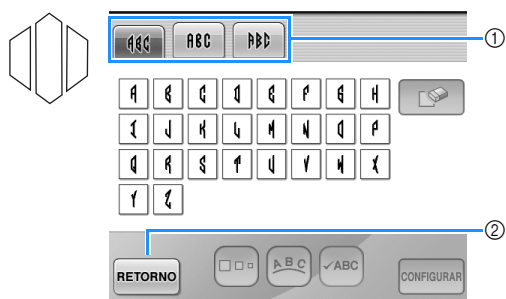 ABC ABC ABC ①
A B C D E F G H
I J K L M N O P
Q R S T U V W X
Y Z
②
RETORNO ABC ✓ABC CONFIGURAR